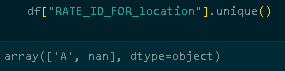 df["RATE_ID_FOR_location"].unique()
array(['A', nan], dtype=object)